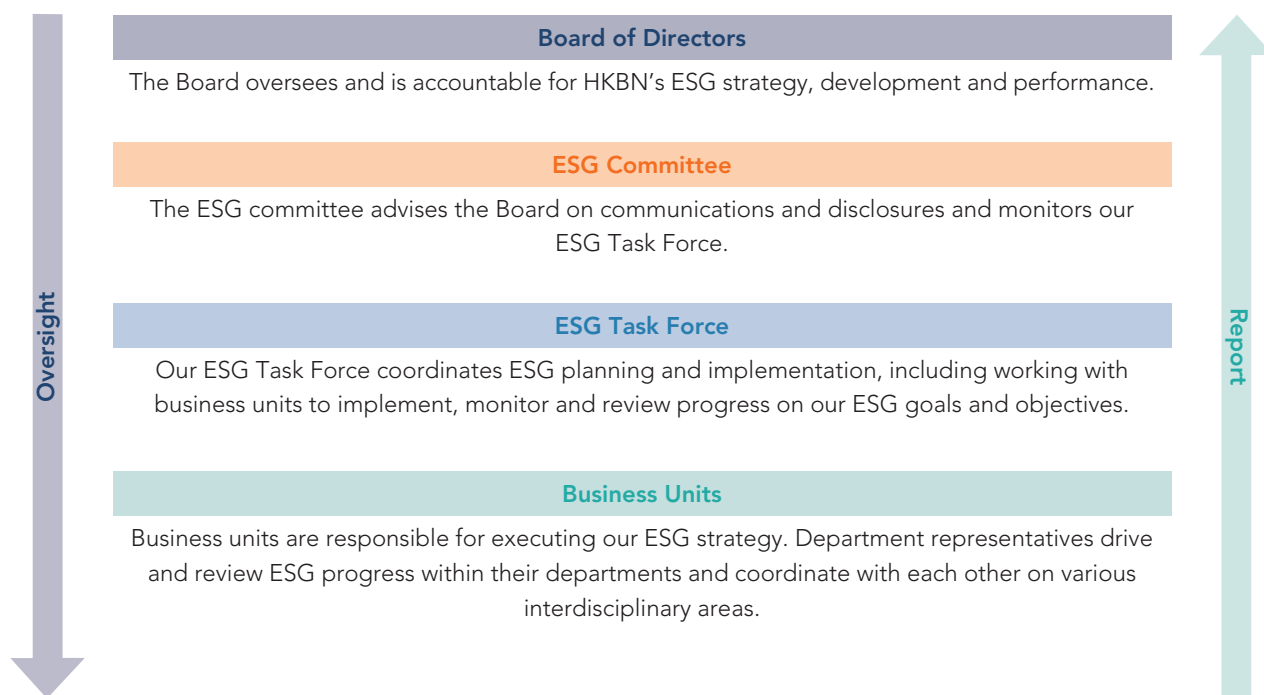 Board of Directors
The Board oversees and is accountable for HKBN’s ESG strategy, development and performance.
ESG Committee
The ESG committee advises the Board on communications and disclosures and monitors our
ESG Task Force.
Oversight
ESG Task Force
Our ESG Task Force coordinates ESG planning and implementation, including working with
business units to implement, monitor and review progress on our ESG goals and objectives.
Report
Business Units
Business units are responsible for executing our ESG strategy. Department representatives drive
and review ESG progress within their departments and coordinate with each other on various
interdisciplinary areas.